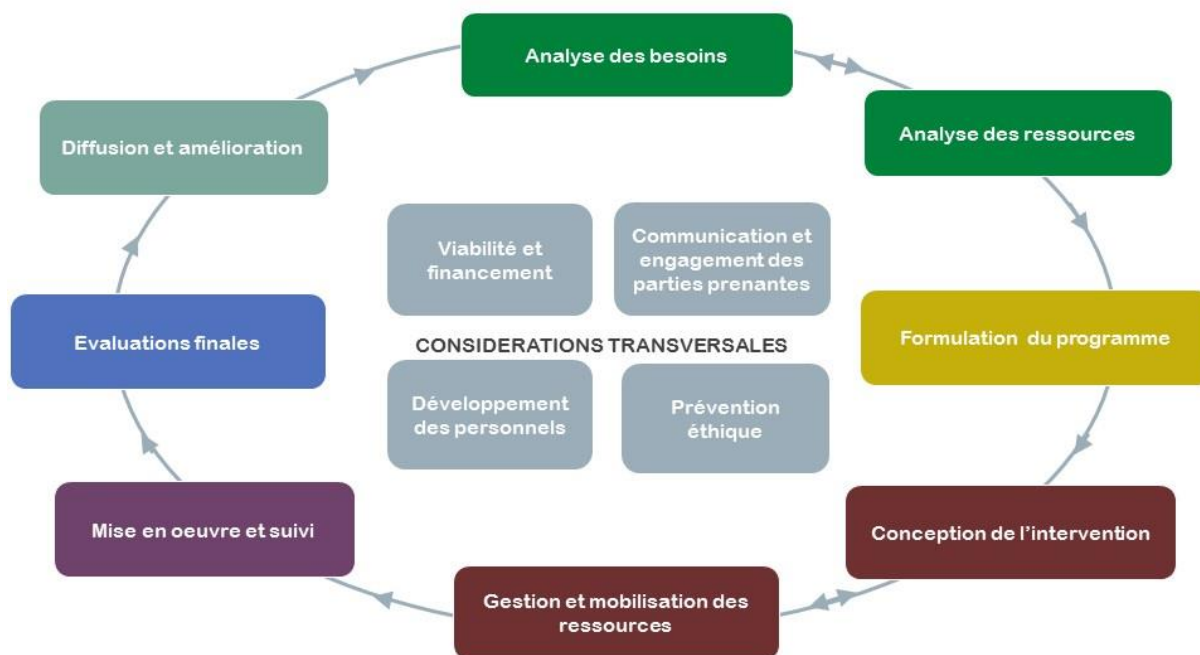 Analyse des besoins
Analyse des ressources
Formulation du programme
Conception de l'intervention
Gestion et mobilisation des
ressources
Mise en oeuvre et suivi
Evaluations finales
Diffusion et amélioration
Viabilité et
financement
Communication et
engagement des
parties prenantes
CONSIDERATIONS TRANSVERSALES
Développement
des personnels
Prévention
éthique